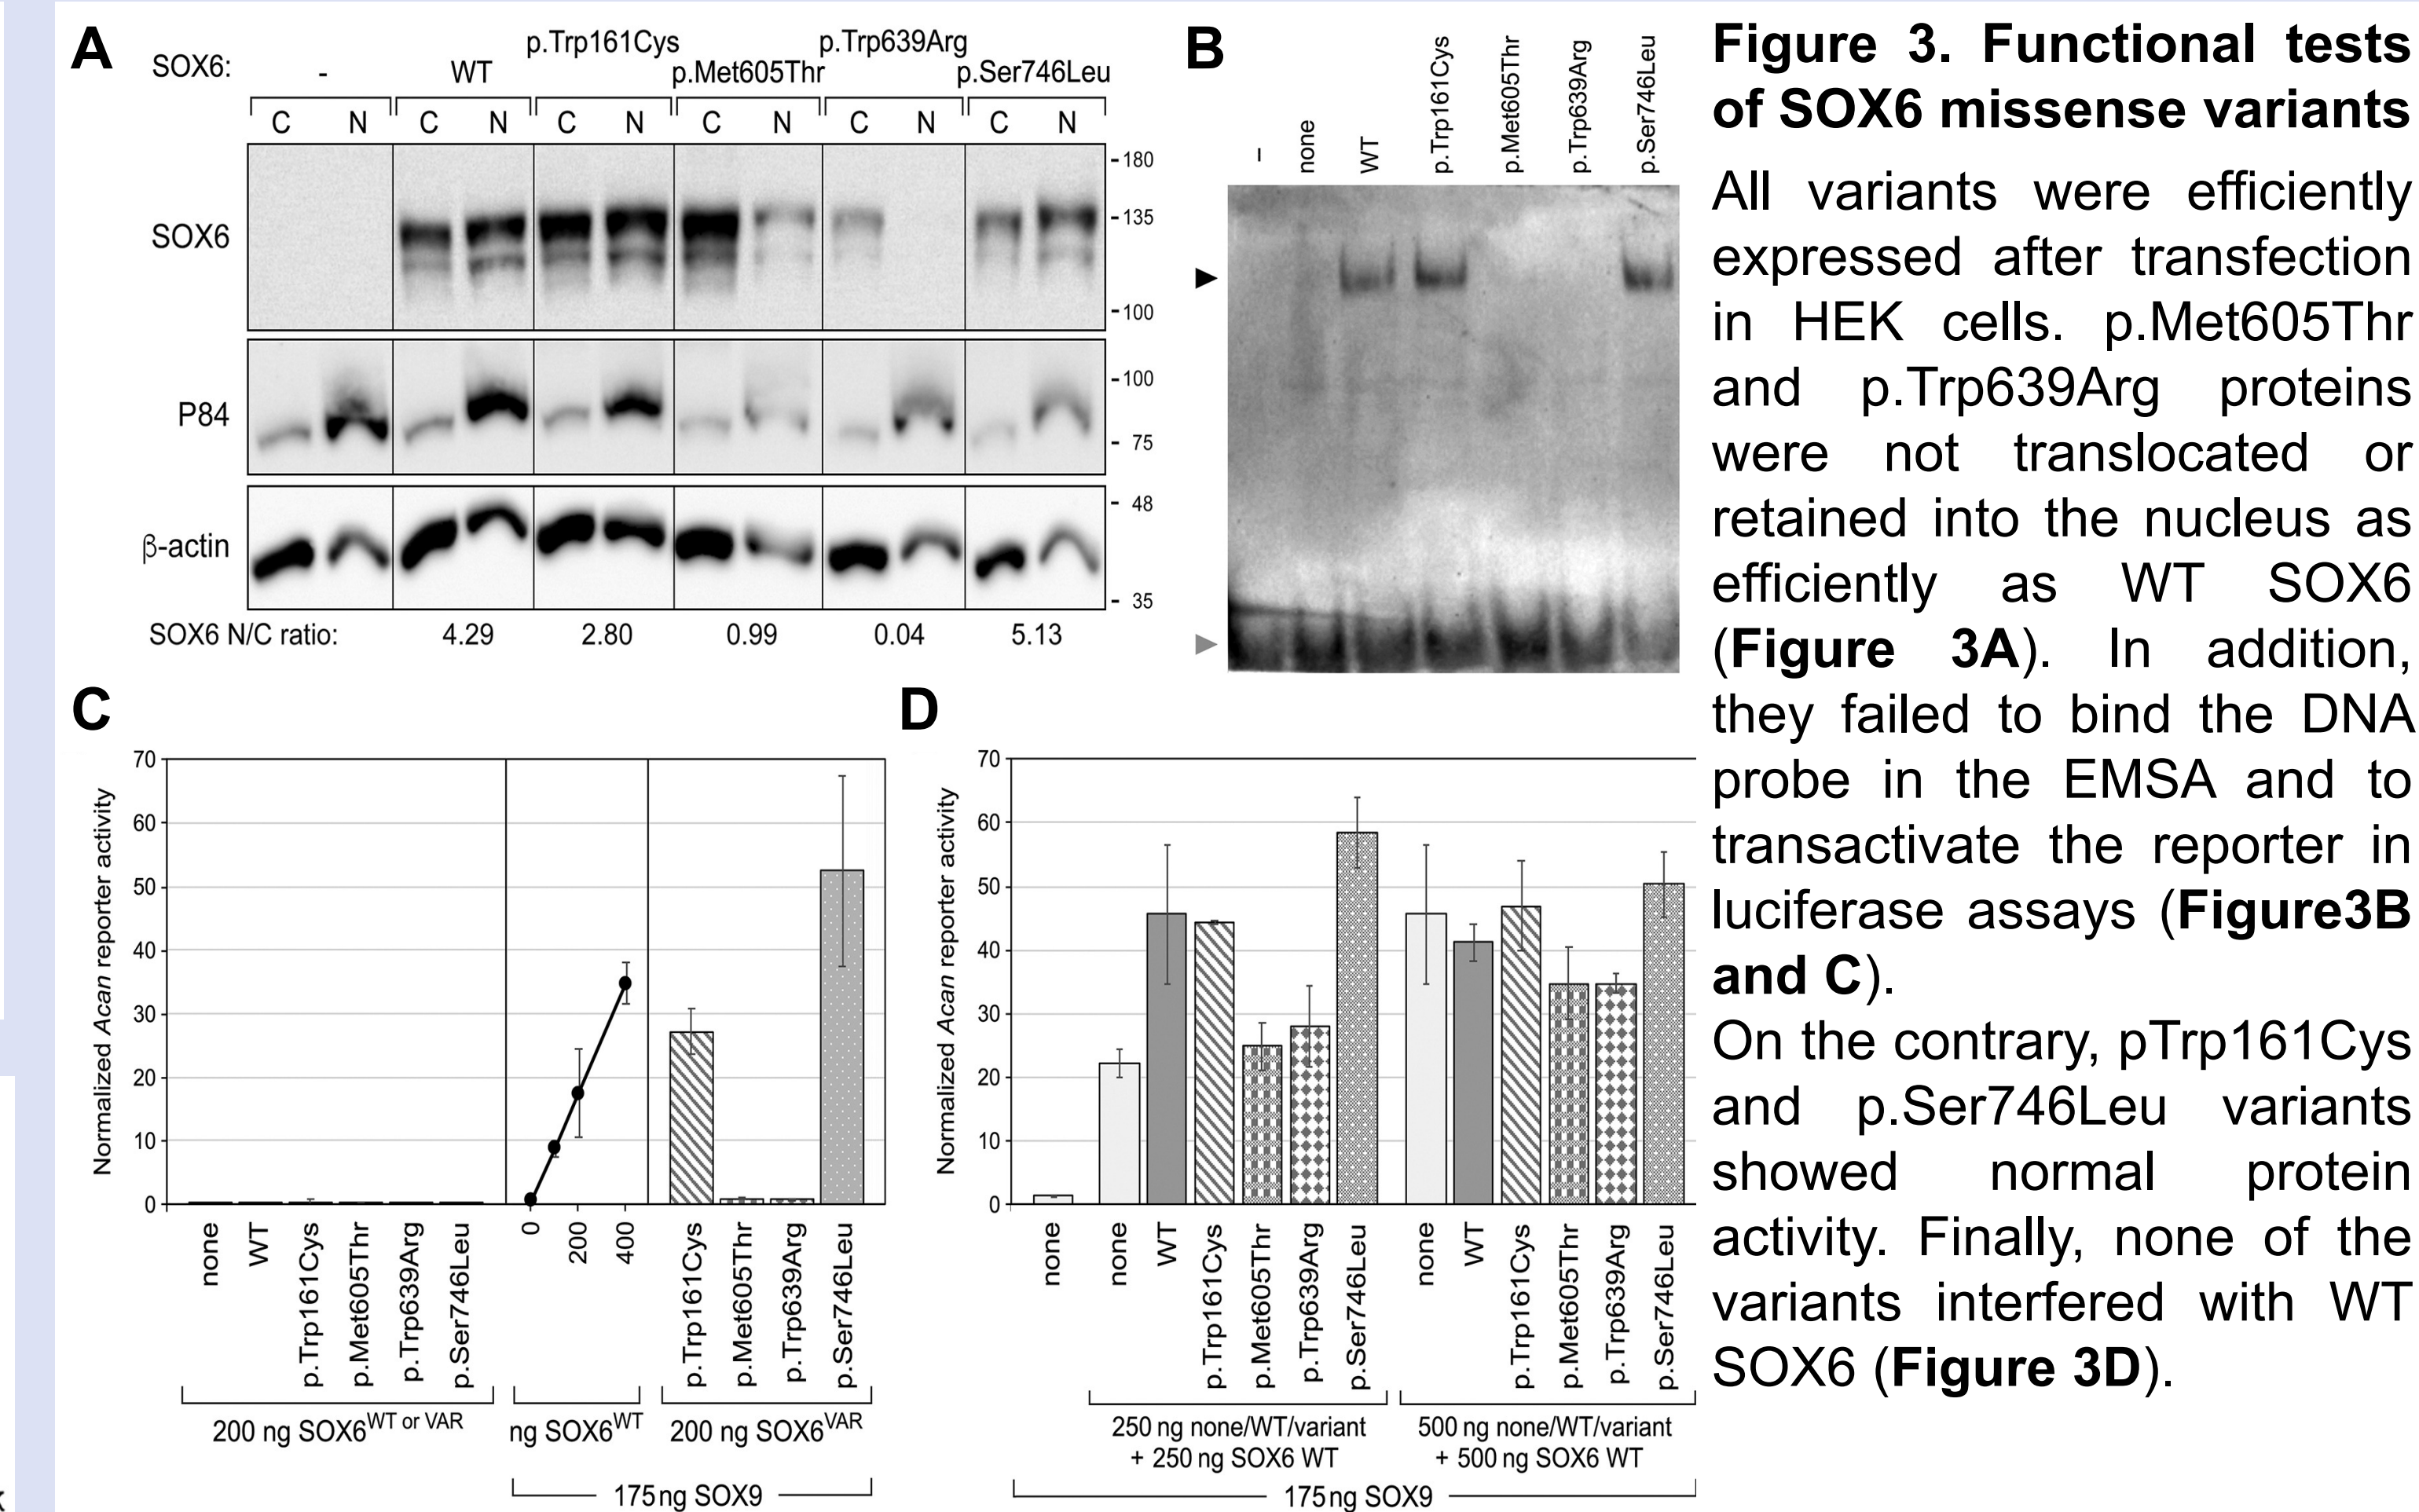 A
SOX6:
-
WT
p.Trp161Cys
p.Met605Thr
p.Trp639Arg
p.Ser746Leu
C N C N C N C N C N C N
SOX6
- 180
- 135
- 100
P84
- 100
- 75
β-actin
- 48
- 35
SOX6 N/C ratio: 4.29 2.80 0.99 0.04 5.13
B
–
none
WT
p.Trp161Cys
p.Met605Thr
p.Trp639Arg
p.Ser746Leu
C
Normalized Acan reporter activity
70
60
50
40
30
20
10
0
none
WT
p.Trp161Cys
p.Met605Thr
p.Trp639Arg
p.Ser746Leu
0
200
400
p.Trp161Cys
p.Met605Thr
p.Trp639Arg
p.Ser746Leu
200 ng SOX6WT or VAR
ng SOX6WT
200 ng SOX6VAR
175 ng SOX9
D
Normalized Acan reporter activity
70
60
50
40
30
20
10
0
none
none
WT
p.Trp161Cys
p.Met605Thr
p.Trp639Arg
p.Ser746Leu
none
WT
p.Trp161Cys
p.Met605Thr
p.Trp639Arg
p.Ser746Leu
250 ng none/WT/variant
+ 250 ng SOX6 WT
500 ng none/WT/variant
+ 500 ng SOX6 WT
175 ng SOX9
Figure 3. Functional tests
of SOX6 missense variants
All variants were efficiently
expressed after transfection
in HEK cells. p.Met605Thr
and p.Trp639Arg proteins
were not translocated or
retained into the nucleus as
efficiently as WT SOX6
(Figure 3A). In addition,
they failed to bind the DNA
probe in the EMSA and to
transactivate the reporter in
luciferase assays (Figure3B
and C).
On the contrary, pTrp161Cys
and p.Ser746Leu variants
showed normal protein
activity. Finally, none of the
variants interfered with WT
SOX6 (Figure 3D).